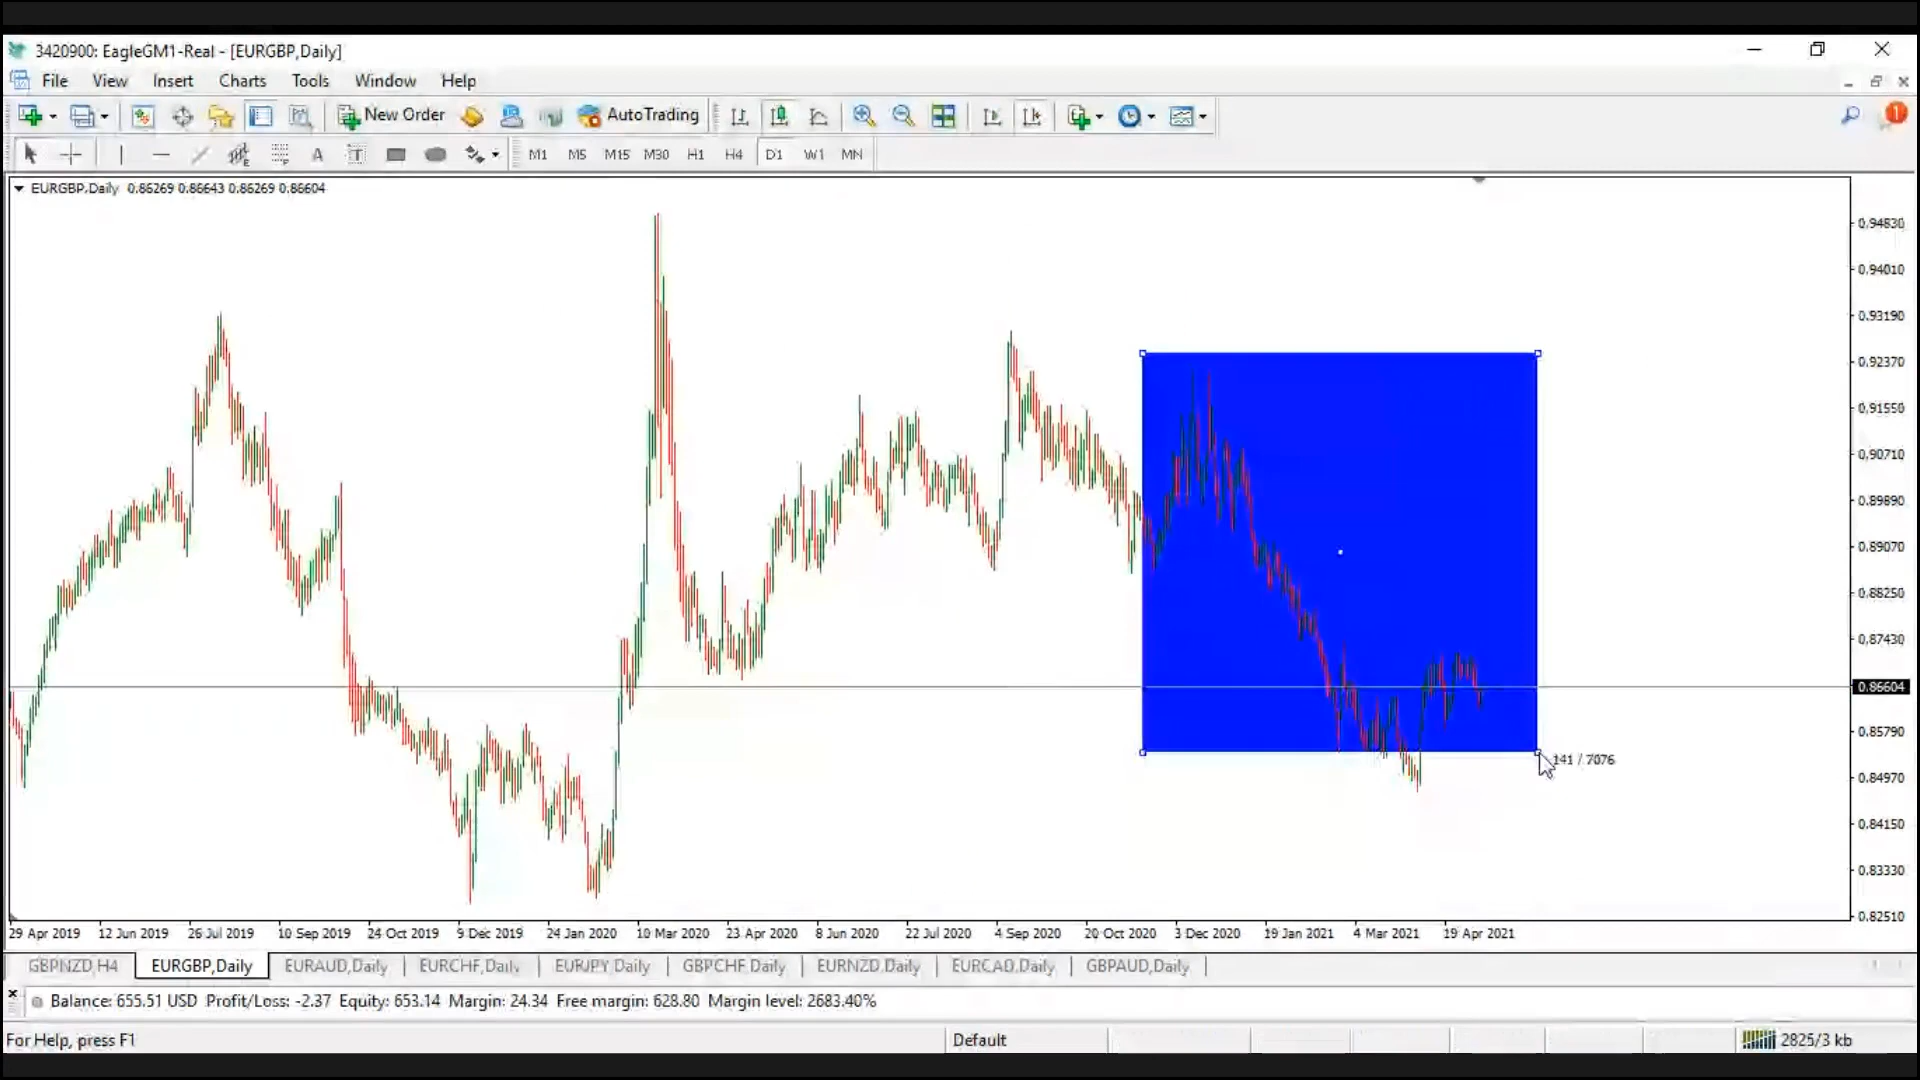 3420900: EagleGM1-Real - [EURGBP,Daily]
File View Insert Charts Tools Window Help
New Order AutoTrading
1
A T M1 M5 M15 M30 H1 H4 D1 W1 MN
EURGBP,Daily 0.86269 0.86643 0.86269 0.86604
0.94830
0.94010
0.93190
0.92370
0.91550
0.90710
0.89890
0.89070
0.88250
0.87430
0.86604
0.85790
141 / 7076
0.84970
0.84150
0.83330
0.82510
29 Apr 2019 12 Jun 2019 26 Jul 2019 10 Sep 2019 24 Oct 2019 9 Dec 2019 24 Jan 2020 10 Mar 2020 23 Apr 2020 8 Jun 2020 22 Jul 2020 4 Sep 2020 20 Oct 2020 3 Dec 2020 19 Jan 2021 4 Mar 2021 19 Apr 2021
GBPNZD,H4 EURGBP,Daily EURAUD,Daily EURCHF,Daily EURJPY,Daily GBPCHF,Daily EURNZD,Daily EURCAD,Daily GBPAUD,Daily
Balance: 655.51 USD Profit/Loss: -2.37 Equity: 653.14 Margin: 24.34 Free margin: 628.80 Margin level: 2683.40%
For Help, press F1 Default 2825/3 kb